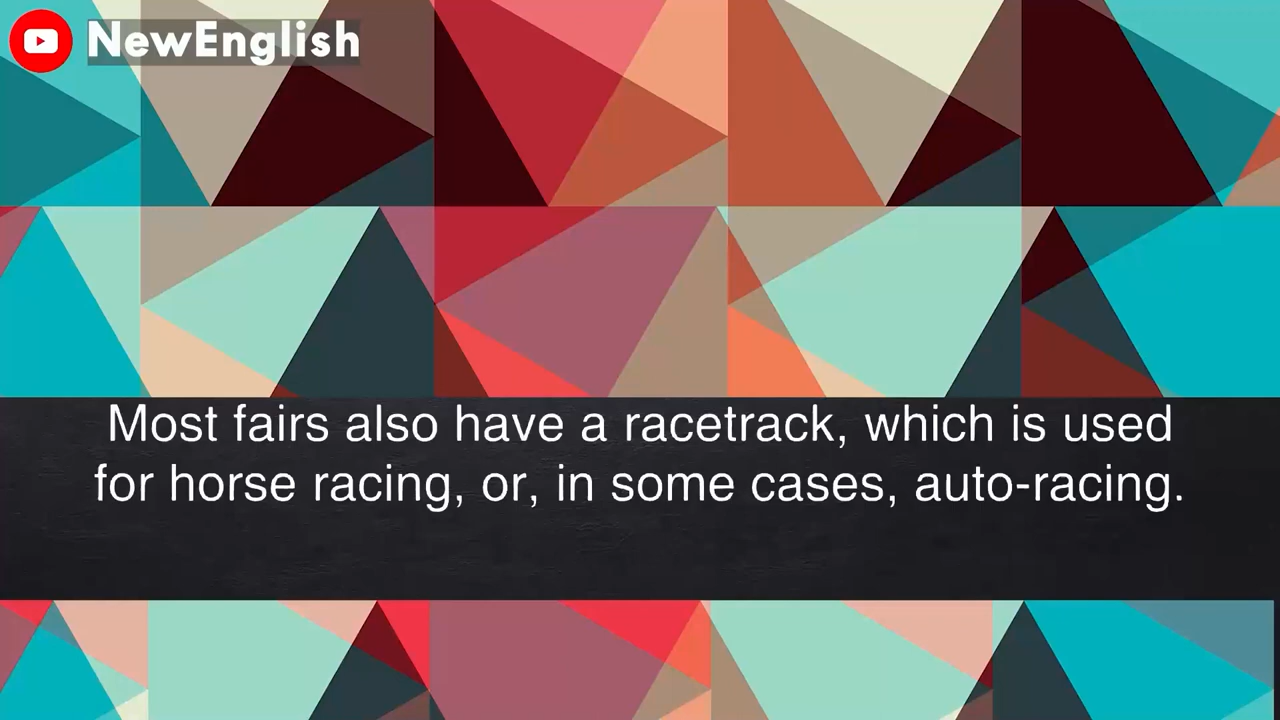 NewEnglish
Most fairs also have a racetrack, which is used
for horse racing, or, in some cases, auto-racing.